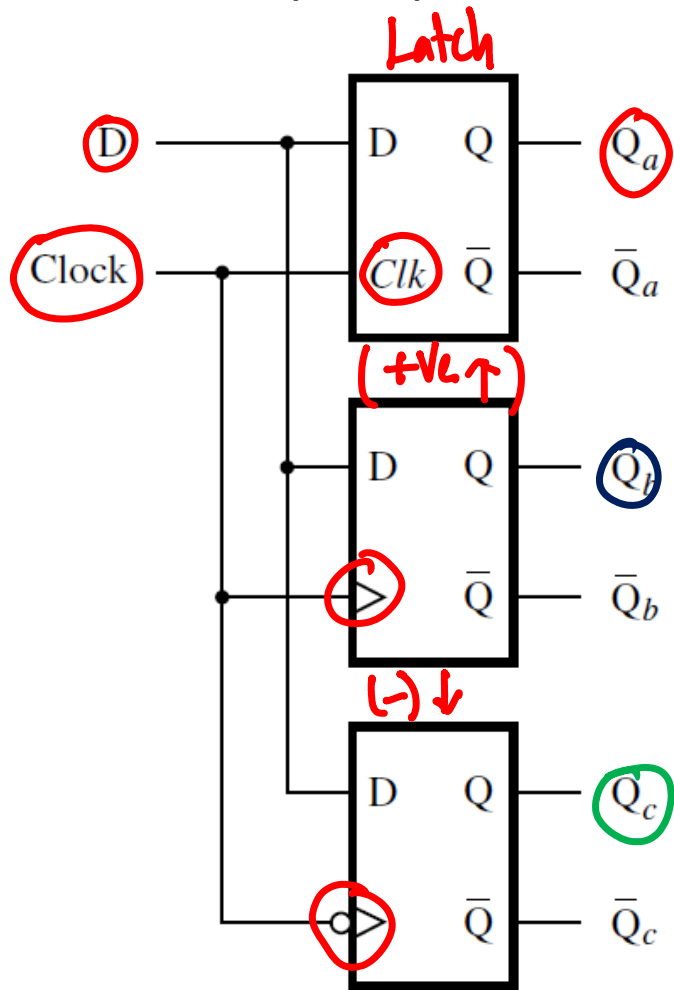 Latch
D D Q Qa
Clock Clk Q̅ Q̅a
(+ve ↑)
D Q Qb
Q̅ Q̅b
(-) ↓
D Q Qc
Q̅ Q̅c